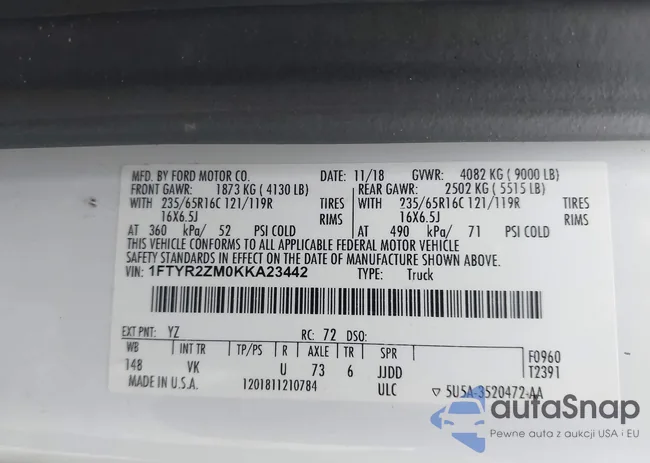 MFD. BY FORD MOTOR CO. DATE: 11/18 GVWR: 4082 KG ( 9000 LB)
FRONT GAWR: 1873 KG ( 4130 LB) REAR GAWR: 2502 KG ( 5515 LB)
WITH 235/65R16C 121/119R TIRES WITH 235/65R16C 121/119R TIRES
16X6.5J RIMS 16X6.5J RIMS
AT 360 kPa/ 52 PSI COLD AT 490 kPa/ 71 PSI COLD
THIS VEHICLE CONFORMS TO ALL APPLICABLE FEDERAL MOTOR VEHICLE
SAFETY STANDARDS IN EFFECT ON THE DATE OF MANUFACTURE SHOWN ABOVE.
VIN: 1FTYR2ZM0KKA23442 TYPE: Truck
EXT PNT: YZ RC: 72 DSO:
WB INT TR TP/PS R AXLE TR SPR F0960
148 VK U 73 6 JJDD T2391
MADE IN U.S.A. 1201811210784 ULC ▽ 5U5A-3520472-AA
autaSnap
Pewne auta z aukcji USA i EU